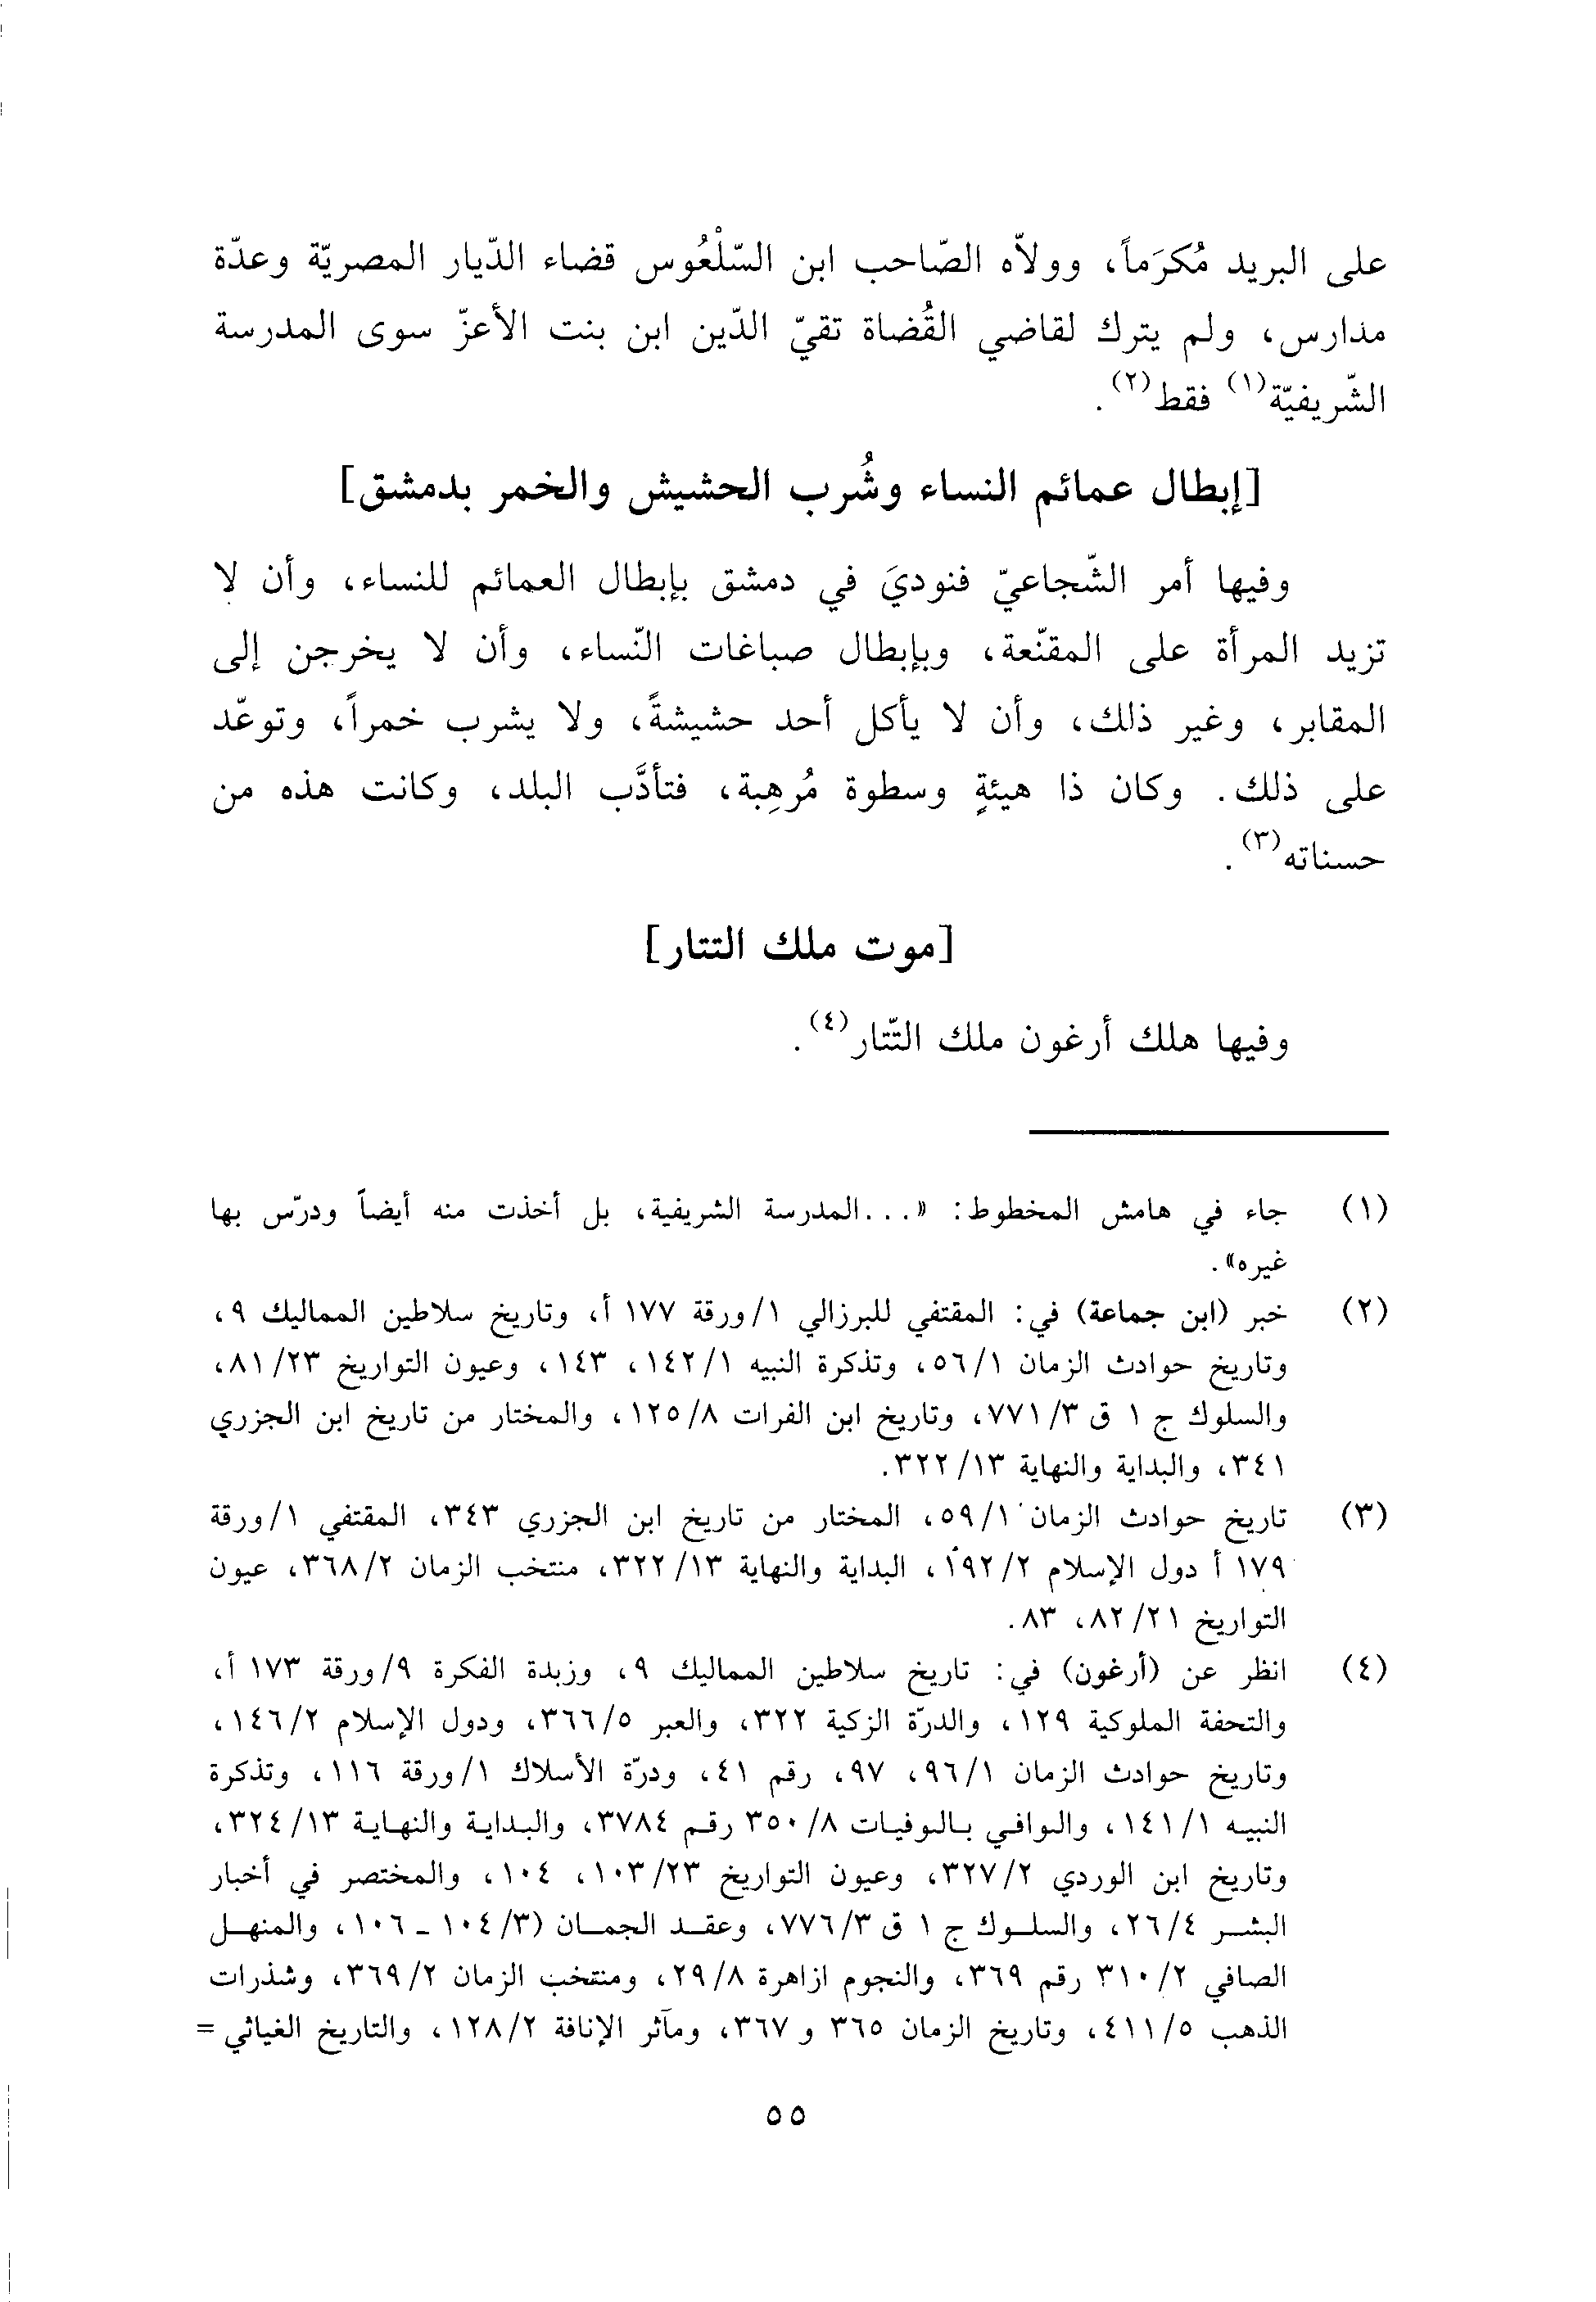 على البريد مُكرَماً، وولاّه الصّاحب ابن السّلْعُوس قضاء الدّيار المصريّة وعدّة
مدارس، ولم يترك لقاضي القُضاة تقيّ الدّين ابن بنت الأعزّ سوى المدرسة
الشّريفيّة(١) فقط(٢).
[إبطال عمائم النساء وشُرب الحشيش والخمر بدمشق]
وفيها أمر الشّجاعيّ فنوديَ في دمشق بإبطال العمائم للنساء، وأن لا
تزيد المرأة على المقنّعة، وبإبطال صباغات النّساء، وأن لا يخرجن إلى
المقابر، وغير ذلك، وأن لا يأكل أحد حشيشةً، ولا يشرب خمراً، وتوعّد
على ذلك. وكان ذا هيئةٍ وسطوة مُرهِبة، فتأدَّب البلد، وكانت هذه من
حسناته(٣).
[موت ملك التتار]
وفيها هلك أرغون ملك التّتار(٤).
(١) جاء في هامش المخطوط: «...المدرسة الشريفية، بل أخذت منه أيضاً ودرّس بها
غيره».
(٢) خبر (ابن جماعة) في: المقتفي للبرزالي ١/ورقة ١٧٧ أ، وتاريخ سلاطين المماليك ٩،
وتاريخ حوادث الزمان ٥٦/١، وتذكرة النبيه ١٤٢/١، ١٤٣، وعيون التواريخ ٨١/٢٣،
والسلوك ج ١ ق ٧٧١/٣، وتاريخ ابن الفرات ١٢٥/٨، والمختار من تاريخ ابن الجزري
٣٤١، والبداية والنهاية ٣٢٢/١٣.
(٣) تاريخ حوادث الزمان ٥٩/١، المختار من تاريخ ابن الجزري ٣٤٣، المقتفي ١/ورقة
١٧٩ أ دول الإسلام ١٩٢/٢، البداية والنهاية ٣٢٢/١٣، منتخب الزمان ٣٦٨/٢، عيون
التواريخ ٨٢/٢١، ٨٣.
(٤) انظر عن (أرغون) في: تاريخ سلاطين المماليك ٩، وزبدة الفكرة ٩/ورقة ١٧٣ أ،
والتحفة الملوكية ١٢٩، والدرّة الزكية ٣٢٢، والعبر ٣٦٦/٥، ودول الإسلام ١٤٦/٢،
وتاريخ حوادث الزمان ٩٦/١، ٩٧، رقم ٤١، ودرّة الأسلاك ١/ورقة ١١٦، وتذكرة
النبيه ١٤١/١، والوافي بالوفيات ٣٥٠/٨ رقم ٣٧٨٤، والبداية والنهاية ٣٢٤/١٣،
وتاريخ ابن الوردي ٣٢٧/٢، وعيون التواريخ ١٠٣/٢٣، ١٠٤، والمختصر في أخبار
البشر ٢٦/٤، والسلوك ج ١ ق ٧٧٦/٣، وعقد الجمان (١٠٤/٣ - ١٠٦، والمنهل
الصافي ٣١٠/٢ رقم ٣٦٩، والنجوم ازاهرة ٢٩/٨، ومنتخب الزمان ٣٦٩/٢، وشذرات
الذهب ٤١١/٥، وتاريخ الزمان ٣٦٥ و ٣٦٧، ومآثر الإنافة ١٢٨/٢، والتاريخ الغياثي =
٥٥